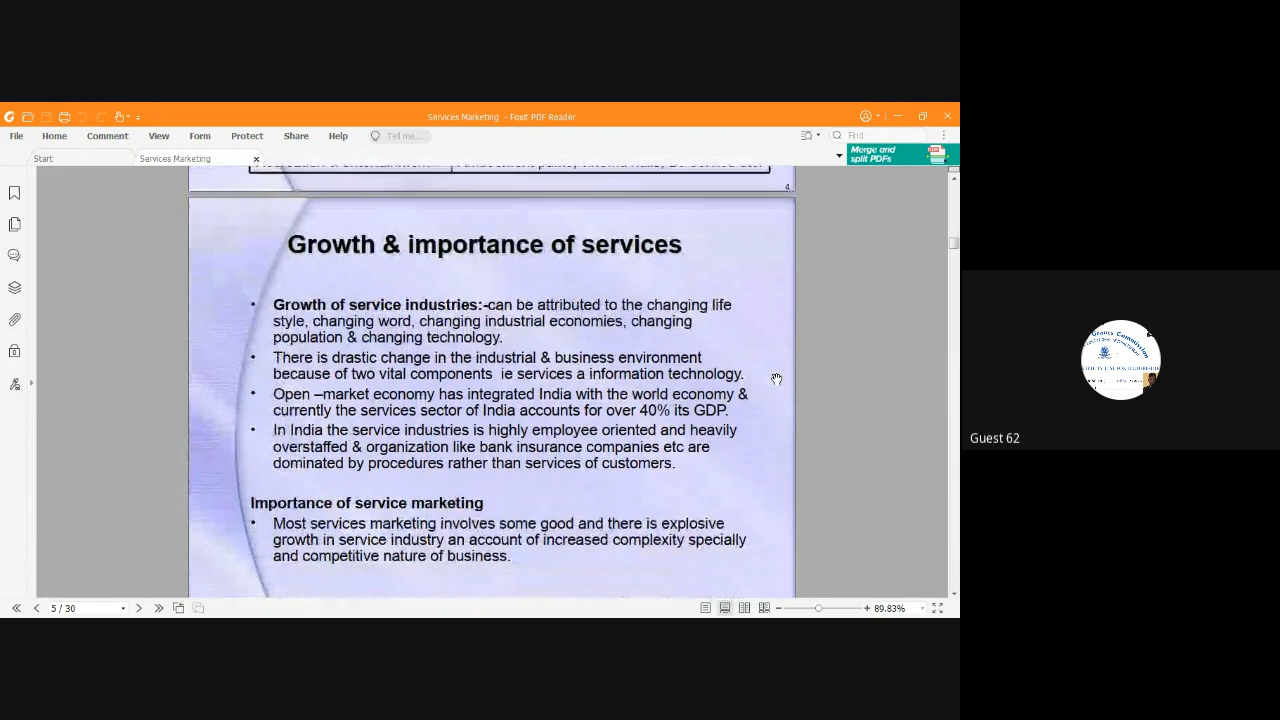 Services Marketing - Foxit PDF Reader
File Home Comment View Form Protect Share Help Tell me... Find
Start Services Marketing Merge and split PDFs
4
Growth & importance of services
• Growth of service industries:-can be attributed to the changing life
style, changing word, changing industrial economies, changing
population & changing technology.
• There is drastic change in the industrial & business environment
because of two vital components ie services a information technology.
• Open –market economy has integrated India with the world economy &
currently the services sector of India accounts for over 40% its GDP.
• In India the service industries is highly employee oriented and heavily
overstaffed & organization like bank insurance companies etc are
dominated by procedures rather than services of customers.
Importance of service marketing
• Most services marketing involves some good and there is explosive
growth in service industry an account of increased complexity specially
and competitive nature of business.
5 / 30 89.83%
Grants Commission
Guest 62